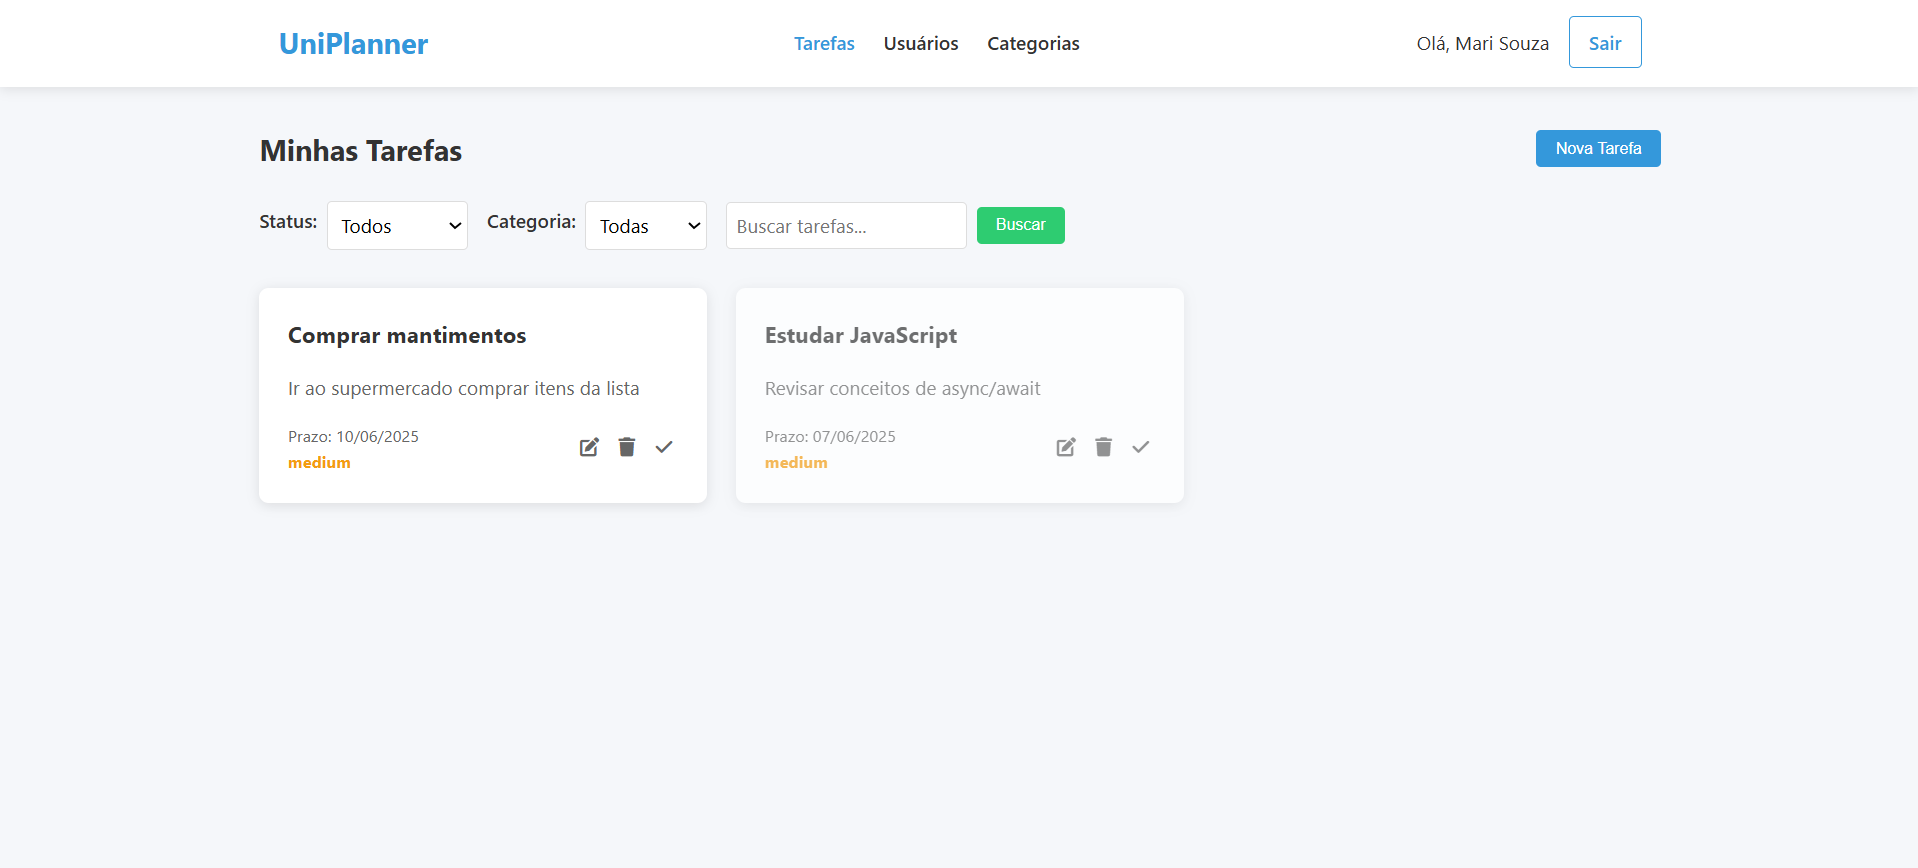 UniPlanner
Tarefas Usuários Categorias
Olá, Mari Souza Sair
Minhas Tarefas
Nova Tarefa
Status: Todos Categoria: Todas Buscar tarefas... Buscar
Comprar mantimentos
Ir ao supermercado comprar itens da lista
Prazo: 10/06/2025
medium
Estudar JavaScript
Revisar conceitos de async/await
Prazo: 07/06/2025
medium